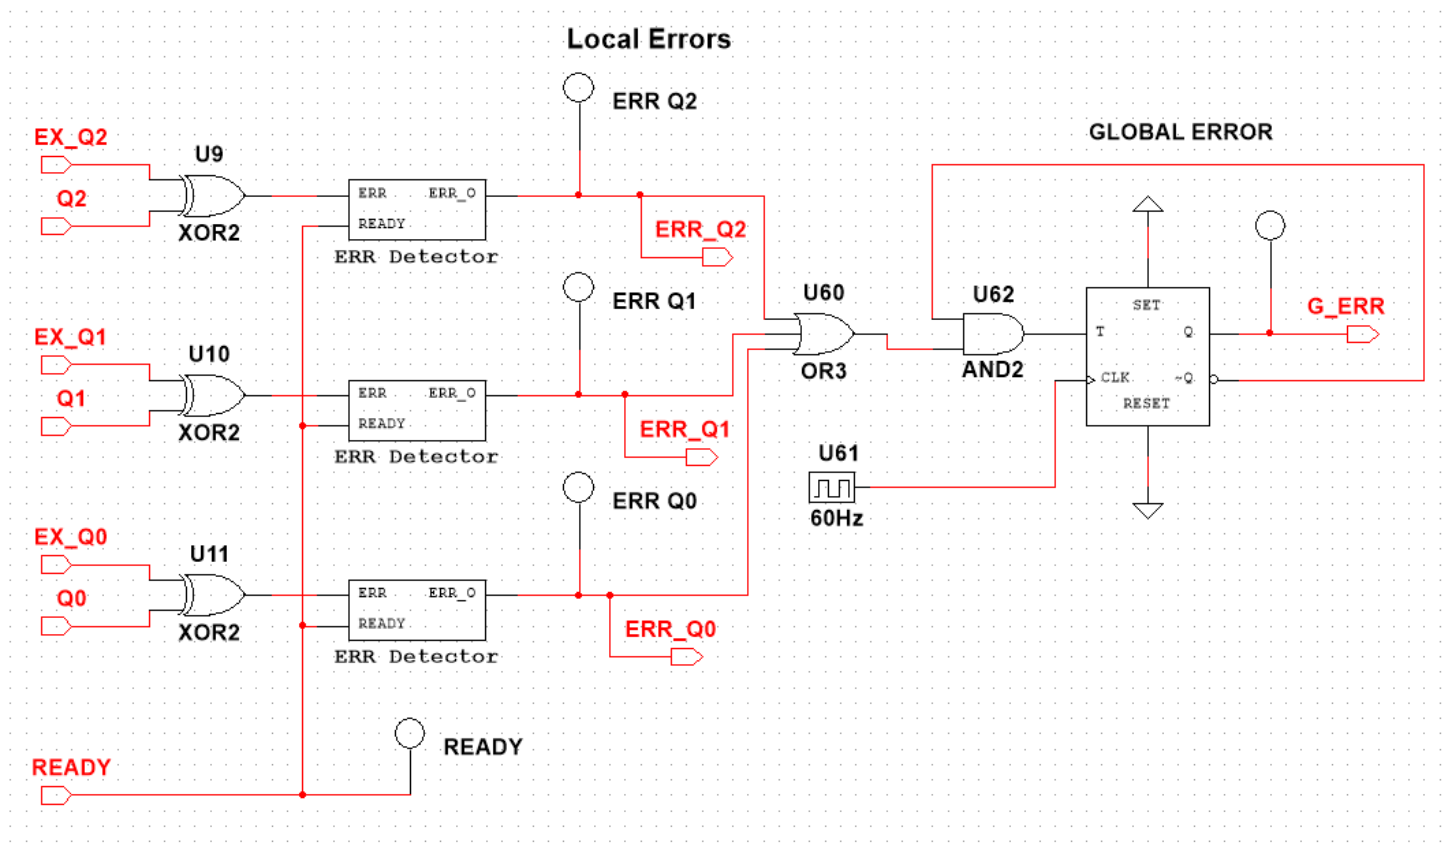 Local Errors
ERR Q2
GLOBAL ERROR
EX_Q2
U9
Q2
XOR2
ERR ERR_O
READY
ERR Detector
ERR_Q2
ERR Q1
EX_Q1
U10
Q1
XOR2
ERR ERR_O
READY
ERR Detector
ERR_Q1
U60
OR3
U62
AND2
SET
T Q
CLK ~Q
RESET
G_ERR
U61
60Hz
ERR Q0
EX_Q0
U11
Q0
XOR2
ERR ERR_O
READY
ERR Detector
ERR_Q0
READY
READY